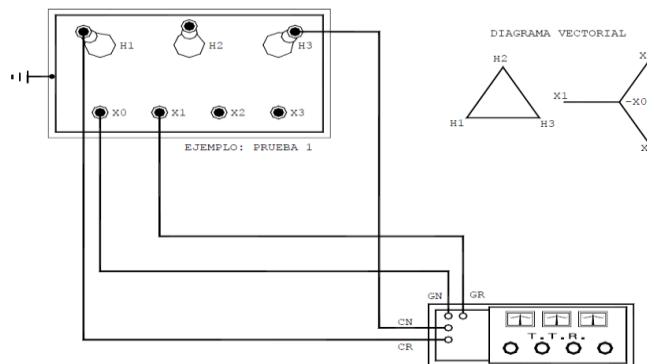 DIAGRAMA VECTORIAL
H1
H2
H3
H2
X1
-X0
H1
H3
X0
X1
X2
X3
EJEMPLO: PRUEBA 1
GN
GR
CN
CR
T.T.R.